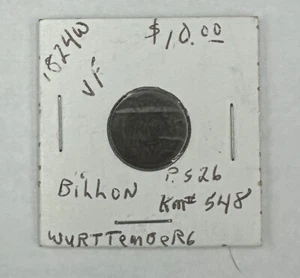 1824W $10.00
VF
BILLON P.526
KM# 548
WURTTEMBERG